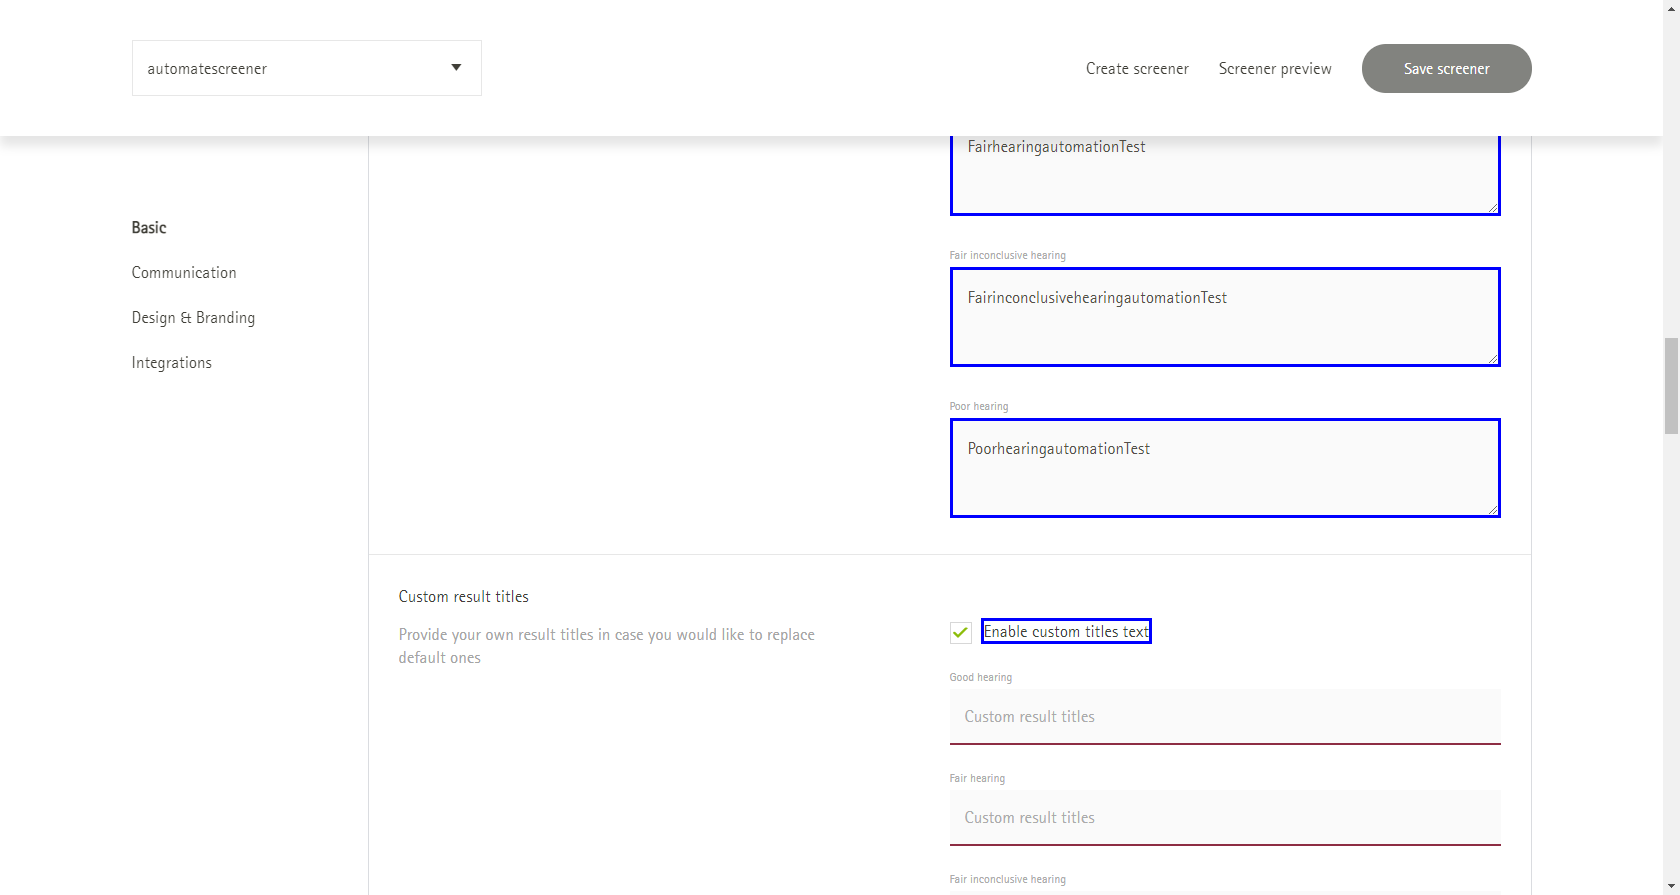 automatescreener
Create screener
Screener preview
Save screener
Basic
Communication
Design & Branding
Integrations
FairhearingautomationTest
Fair inconclusive hearing
FairinconclusivehearingautomationTest
Poor hearing
PoorhearingautomationTest
Custom result titles
Provide your own result titles in case you would like to replace
default ones
Enable custom titles text
Good hearing
Custom result titles
Fair hearing
Custom result titles
Fair inconclusive hearing